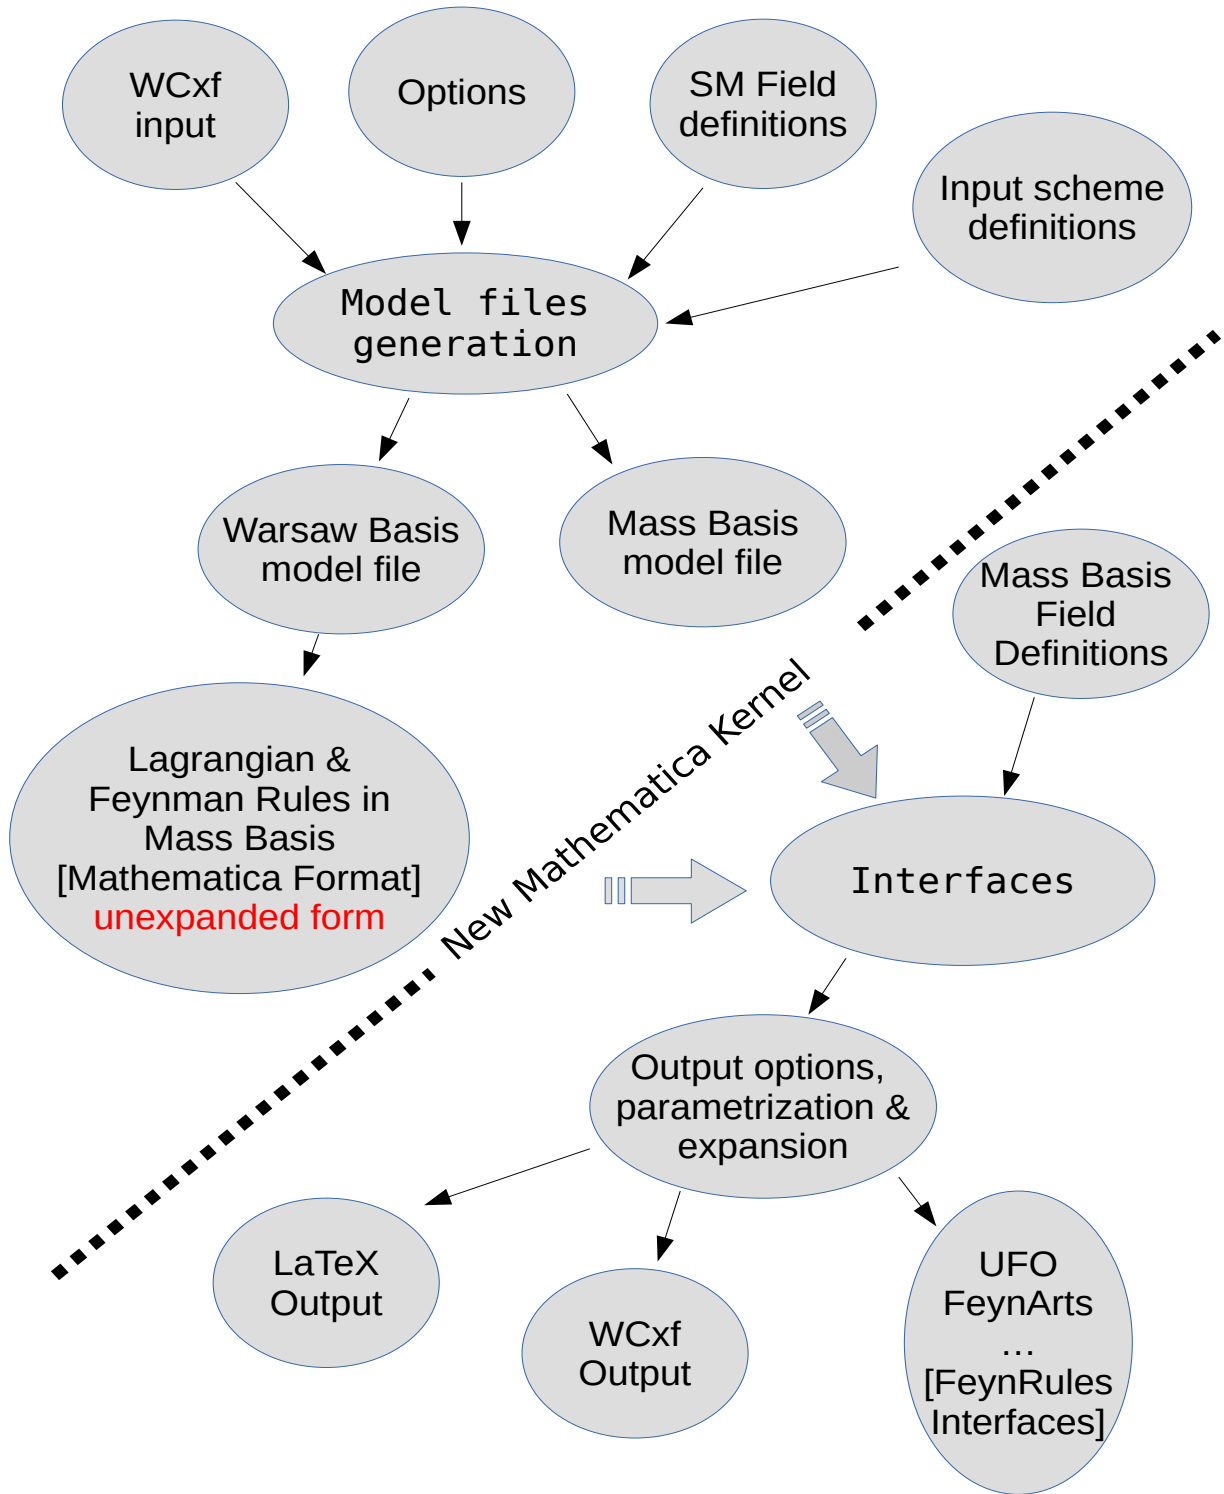 WCxf
input
Options
SM Field
definitions
Input scheme
definitions
Model files
generation
Warsaw Basis
model file
Mass Basis
model file
Mass Basis
Field
Definitions
Lagrangian &
Feynman Rules in
Mass Basis
[Mathematica Format]
unexpanded form
New Mathematica Kernel
Interfaces
Output options,
parametrization &
expansion
LaTeX
Output
WCxf
Output
UFO
FeynArts
...
[FeynRules
Interfaces]